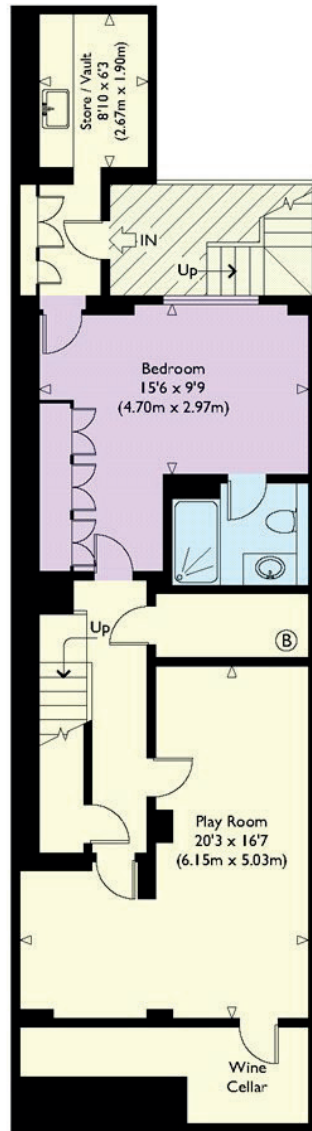 Store / Vault
8'10 x 6'3
(2.67m x 1.90m)
IN
Up
Bedroom
15'6 x 9'9
(4.70m x 2.97m)
Up
B
Play Room
20'3 x 16'7
(6.15m x 5.03m)
Wine
Cellar